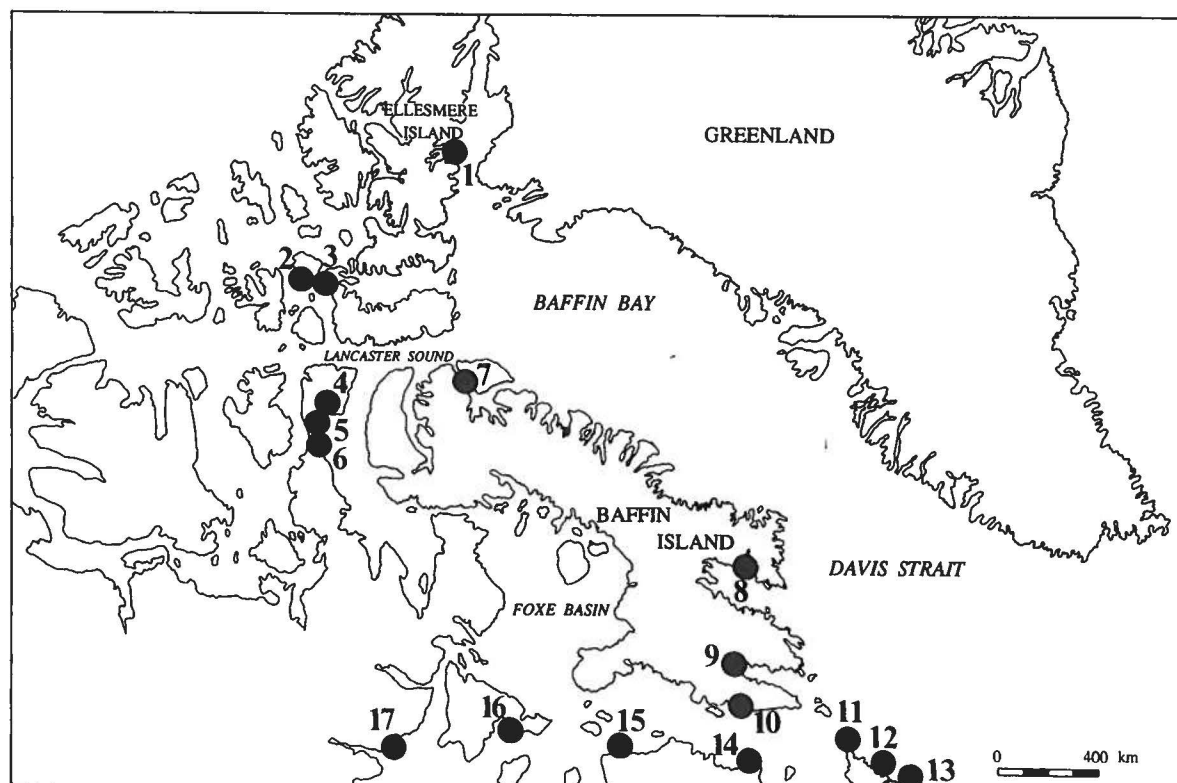 ELLESMERE
ISLAND
GREENLAND
1
2
3
BAFFIN BAY
LANCASTER SOUND
7
4
5
6
BAFFIN
ISLAND
DAVIS STRAIT
8
FOXE BASIN
9
10
11
12
13
14
15
16
17
0
400 km